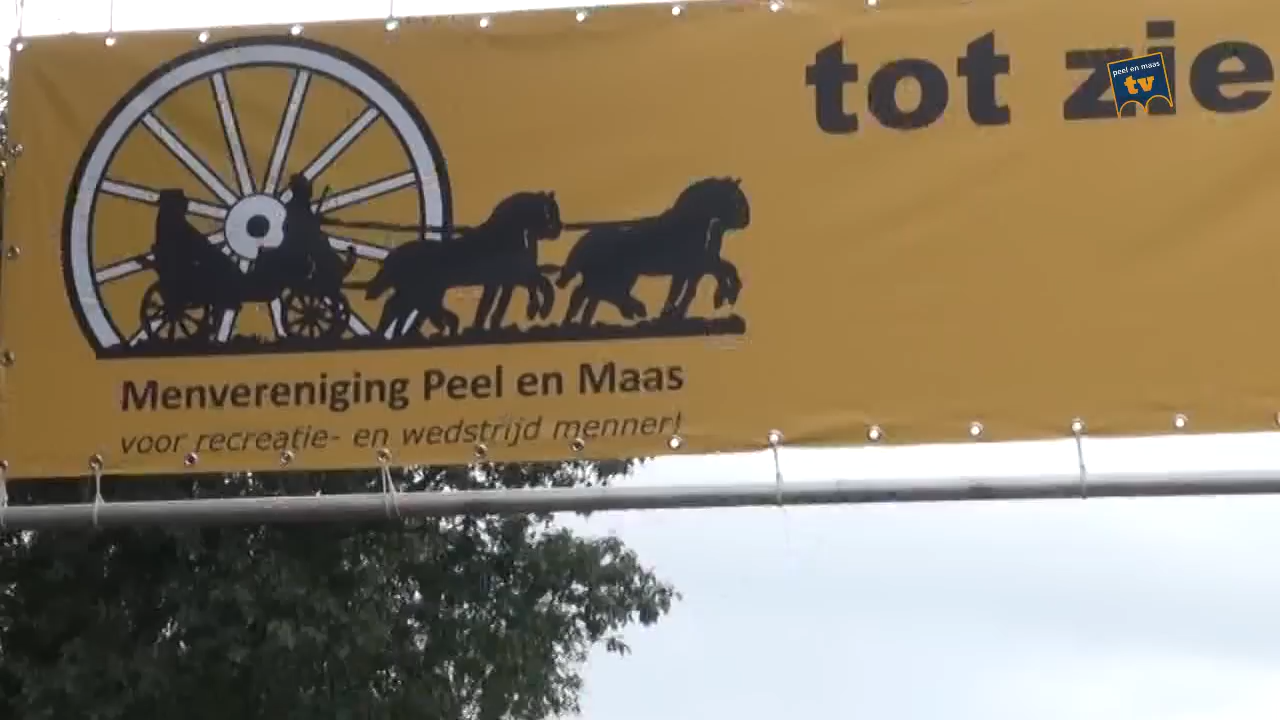 tot zie
peel en maas
tv
Menvereniging Peel en Maas
voor recreatie- en wedstrijd menner!